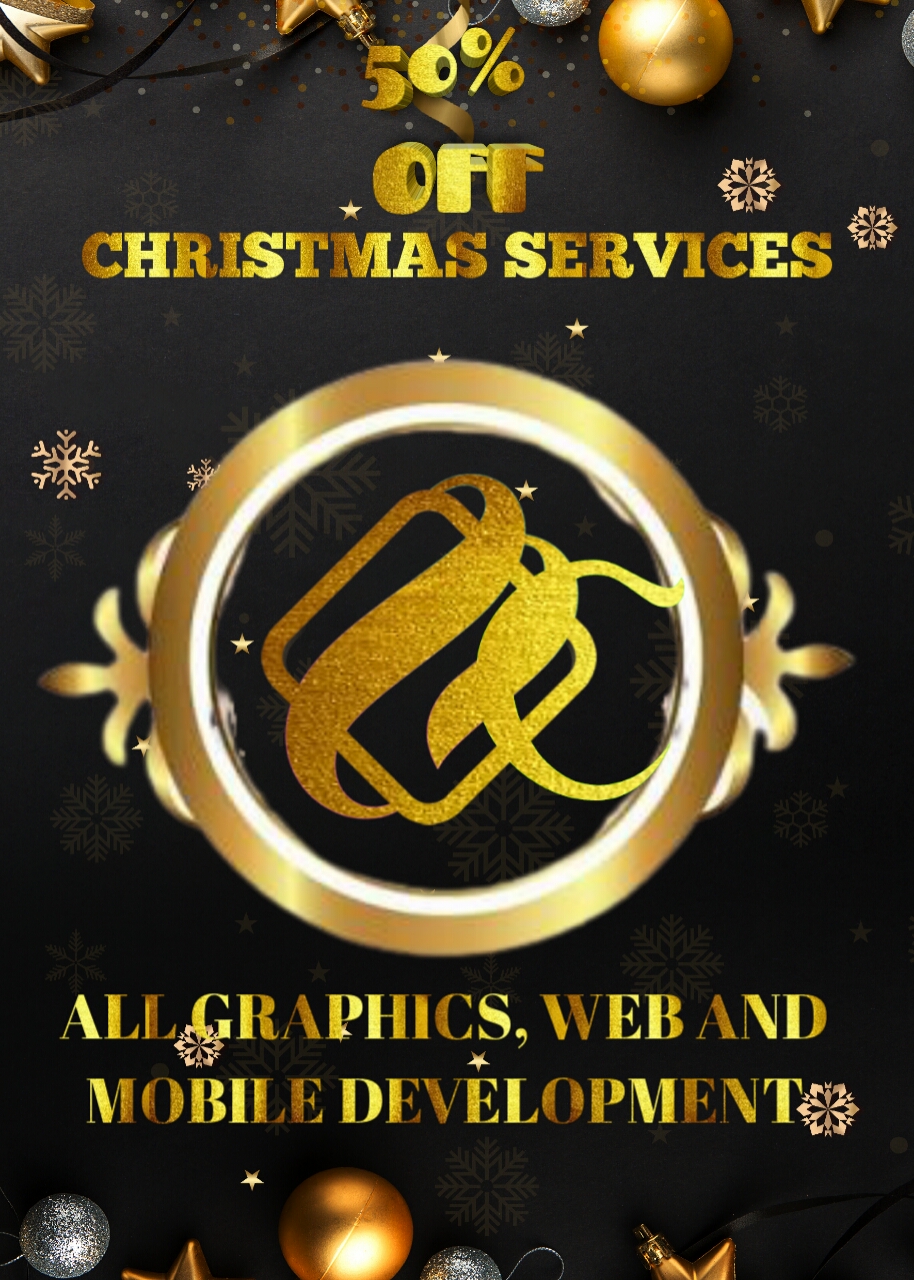 50%
OFF
CHRISTMAS SERVICES
ALL GRAPHICS, WEB AND
MOBILE DEVELOPMENT